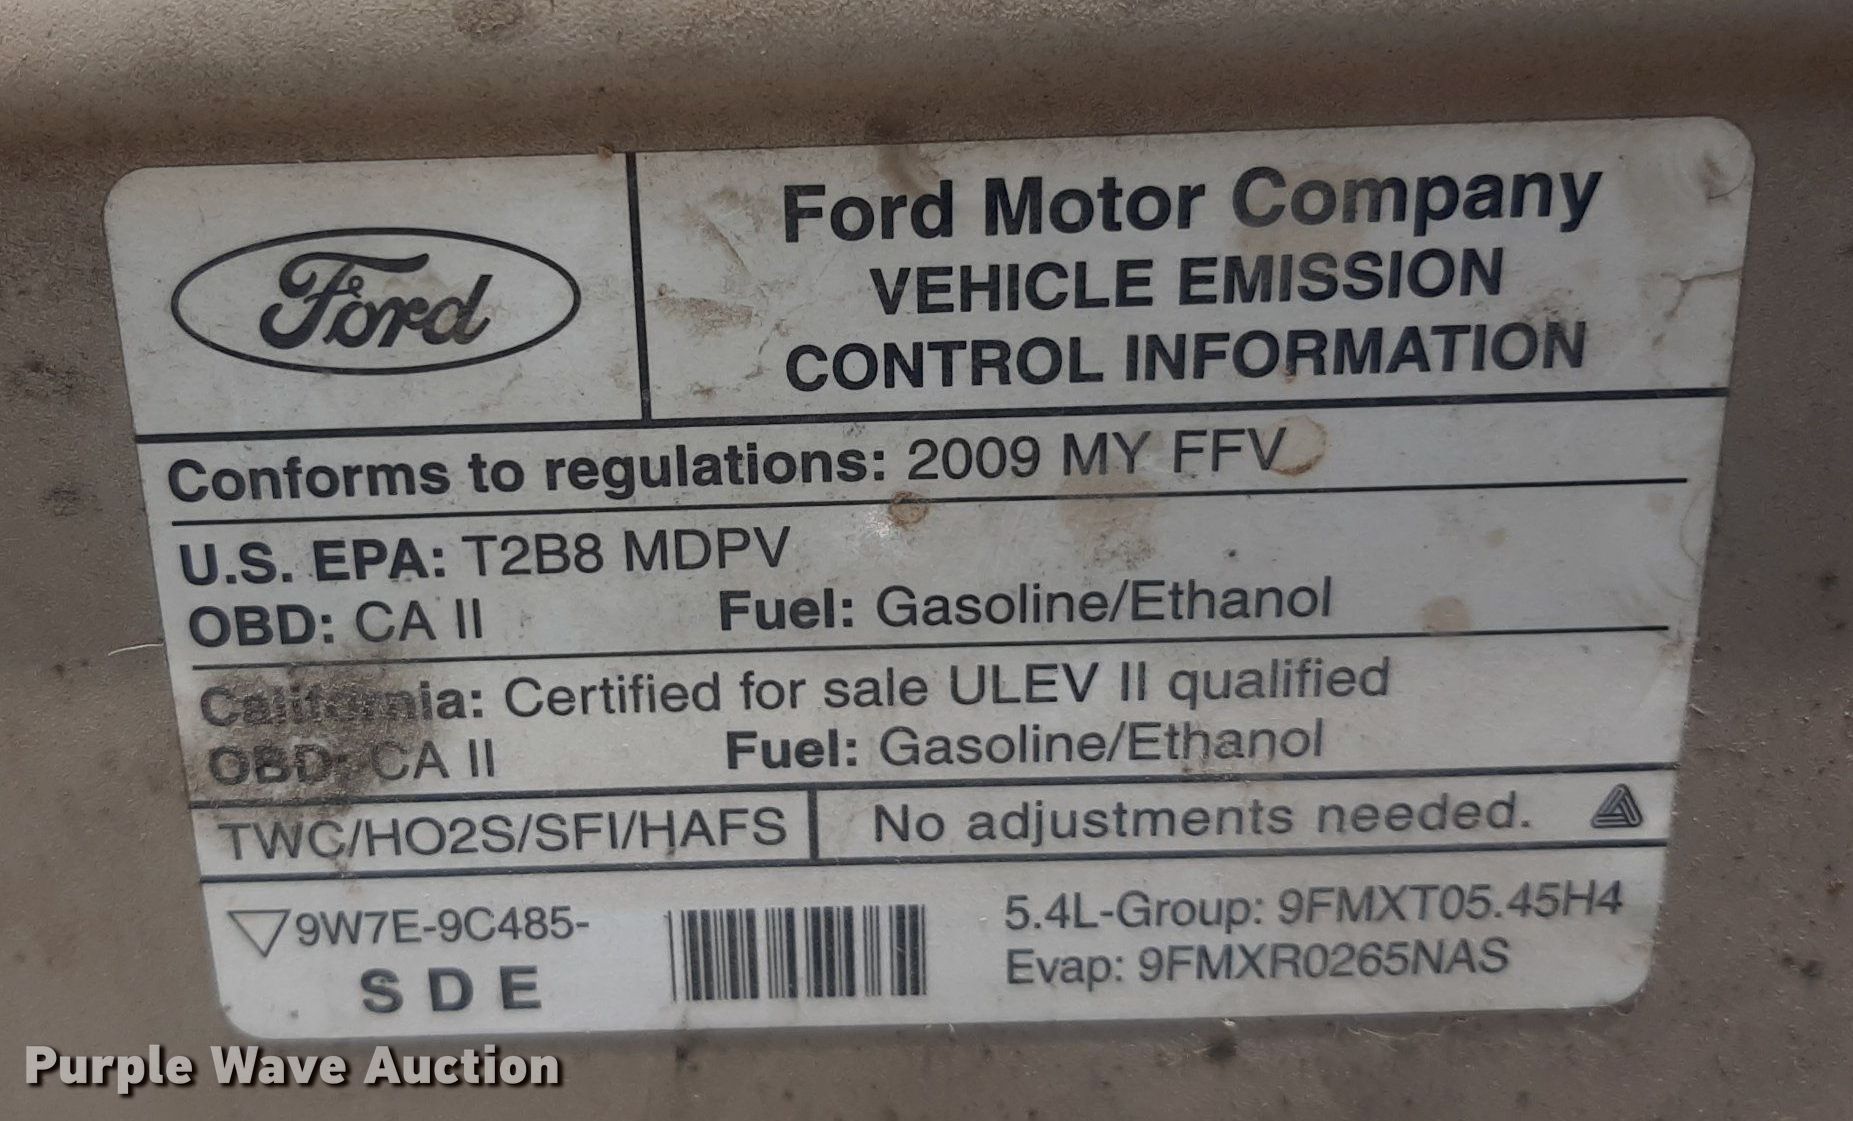 Ford
Ford Motor Company
VEHICLE EMISSION
CONTROL INFORMATION
Conforms to regulations: 2009 MY FFV
U.S. EPA: T2B8 MDPV
OBD: CA II Fuel: Gasoline/Ethanol
California: Certified for sale ULEV II qualified
OBD: CA II Fuel: Gasoline/Ethanol
TWC/HO2S/SFI/HAFS No adjustments needed.
9W7E-9C485-
SDE
5.4L-Group: 9FMXT05.45H4
Evap: 9FMXR0265NAS
Purple Wave Auction